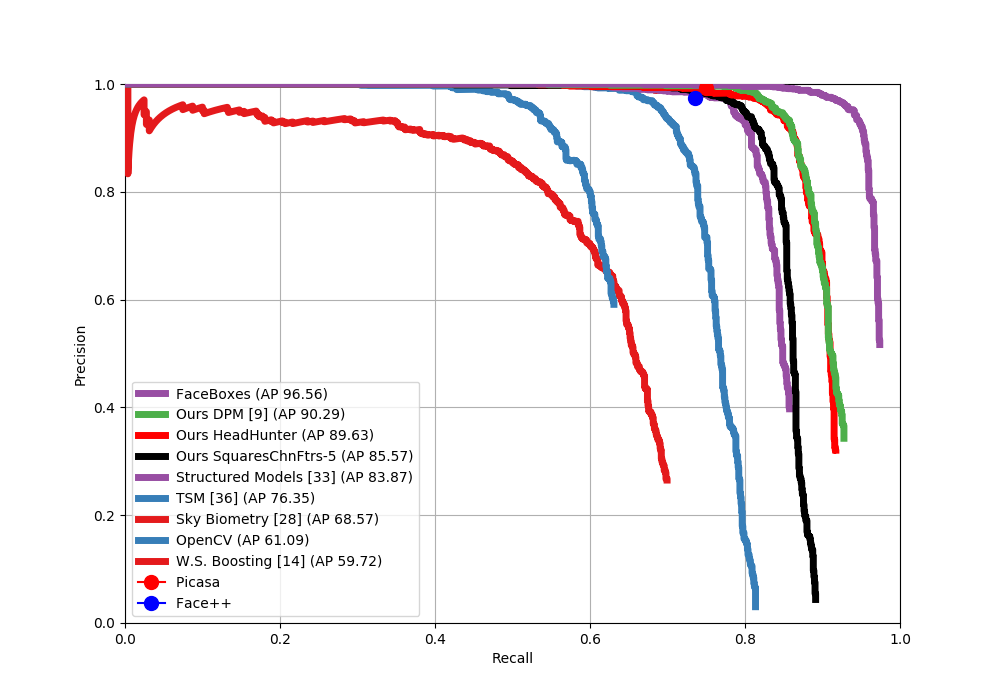 1.0
0.8
0.6
0.4
0.2
0.0
Precision
FaceBoxes (AP 96.56)
Ours DPM [9] (AP 90.29)
Ours HeadHunter (AP 89.63)
Ours SquaresChnFtrs-5 (AP 85.57)
Structured Models [33] (AP 83.87)
TSM [36] (AP 76.35)
Sky Biometry [28] (AP 68.57)
OpenCV (AP 61.09)
W.S. Boosting [14] (AP 59.72)
Picasa
Face++
0.0 0.2 0.4 0.6 0.8 1.0
Recall